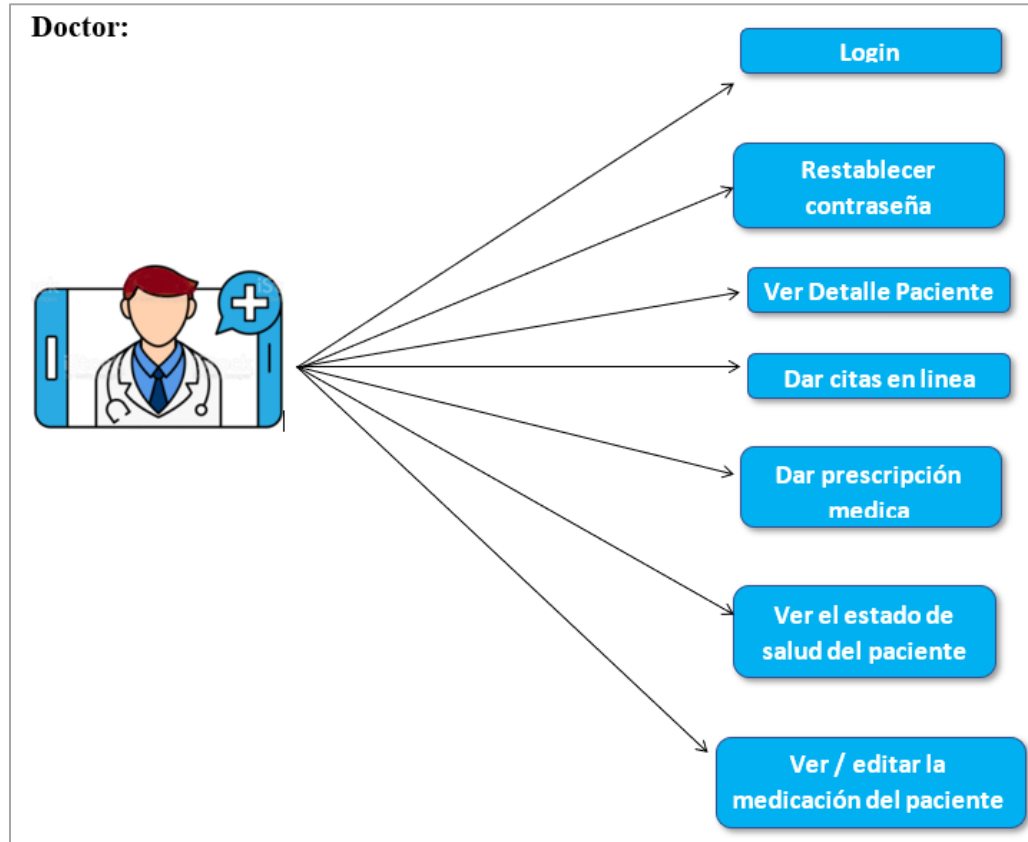 Doctor:
Login
Restablecer
contraseña
Ver Detalle Paciente
Dar citas en linea
Dar prescripción
medica
Ver el estado de
salud del paciente
Ver / editar la
medicación del paciente